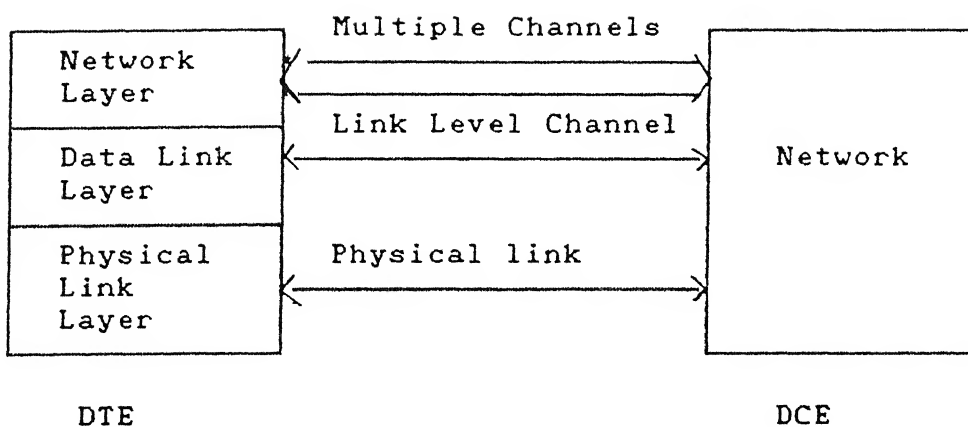 Multiple Channels
Network
Layer
Link Level Channel
Data Link
Layer
Network
Physical
Link
Layer
Physical link
DTE
DCE